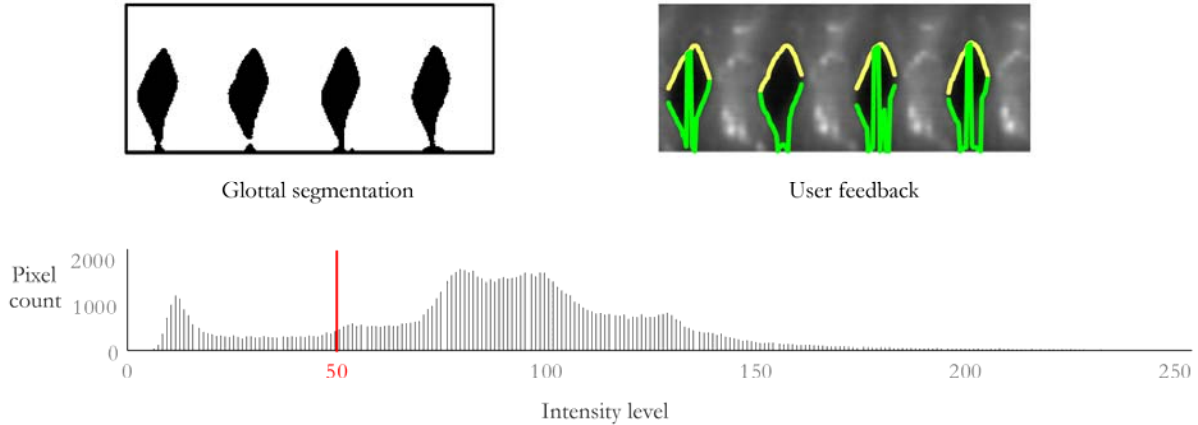 Glottal segmentation
User feedback
Pixel
count
2000
1000
0
0
50
100
150
200
250
Intensity level